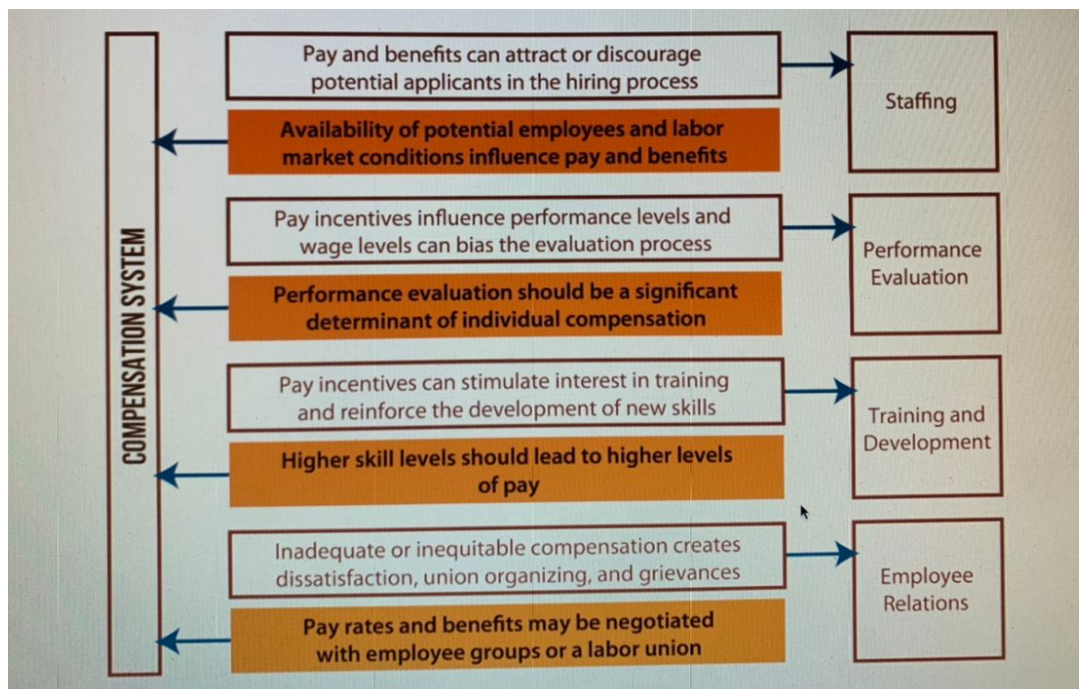 COMPENSATION SYSTEM
Pay and benefits can attract or discourage
potential applicants in the hiring process
Staffing
Availability of potential employees and labor
market conditions influence pay and benefits
Pay incentives influence performance levels and
wage levels can bias the evaluation process
Performance
Evaluation
Performance evaluation should be a significant
determinant of individual compensation
Pay incentives can stimulate interest in training
and reinforce the development of new skills
Training and
Development
Higher skill levels should lead to higher levels
of pay
Inadequate or inequitable compensation creates
dissatisfaction, union organizing, and grievances
Employee
Relations
Pay rates and benefits may be negotiated
with employee groups or a labor union